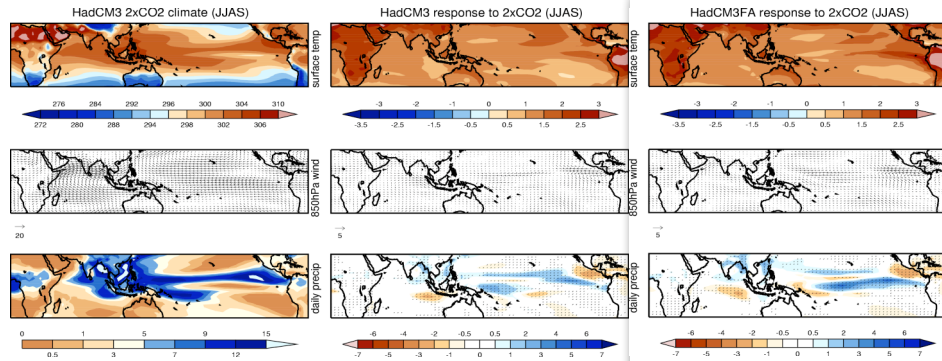 HadCM3 2xCO2 climate (JJAS)
surface temp
276 284 292 296 300 304 310
272 280 288 294 298 302 306
850hPa wind
20
daily precip
0 1 5 9 15
0.5 3 7 12
HadCM3 response to 2xCO2 (JJAS)
surface temp
-3 -2 -1 0 1 2 3
-3.5 -2.5 -1.5 -0.5 0.5 1.5 2.5
850hPa wind
5
daily precip
-6 -4 -2 -0.5 0.5 2 4 6
-7 -5 -3 -1 0 1 3 5 7
HadCM3FA response to 2xCO2 (JJAS)
-3 -2 -1 0 1 2 3
-3.5 -2.5 -1.5 -0.5 0.5 1.5 2.5
5
-6 -4 -2 -0.5 0.5 2 4 6
-7 -5 -3 -1 0 1 3 5 7